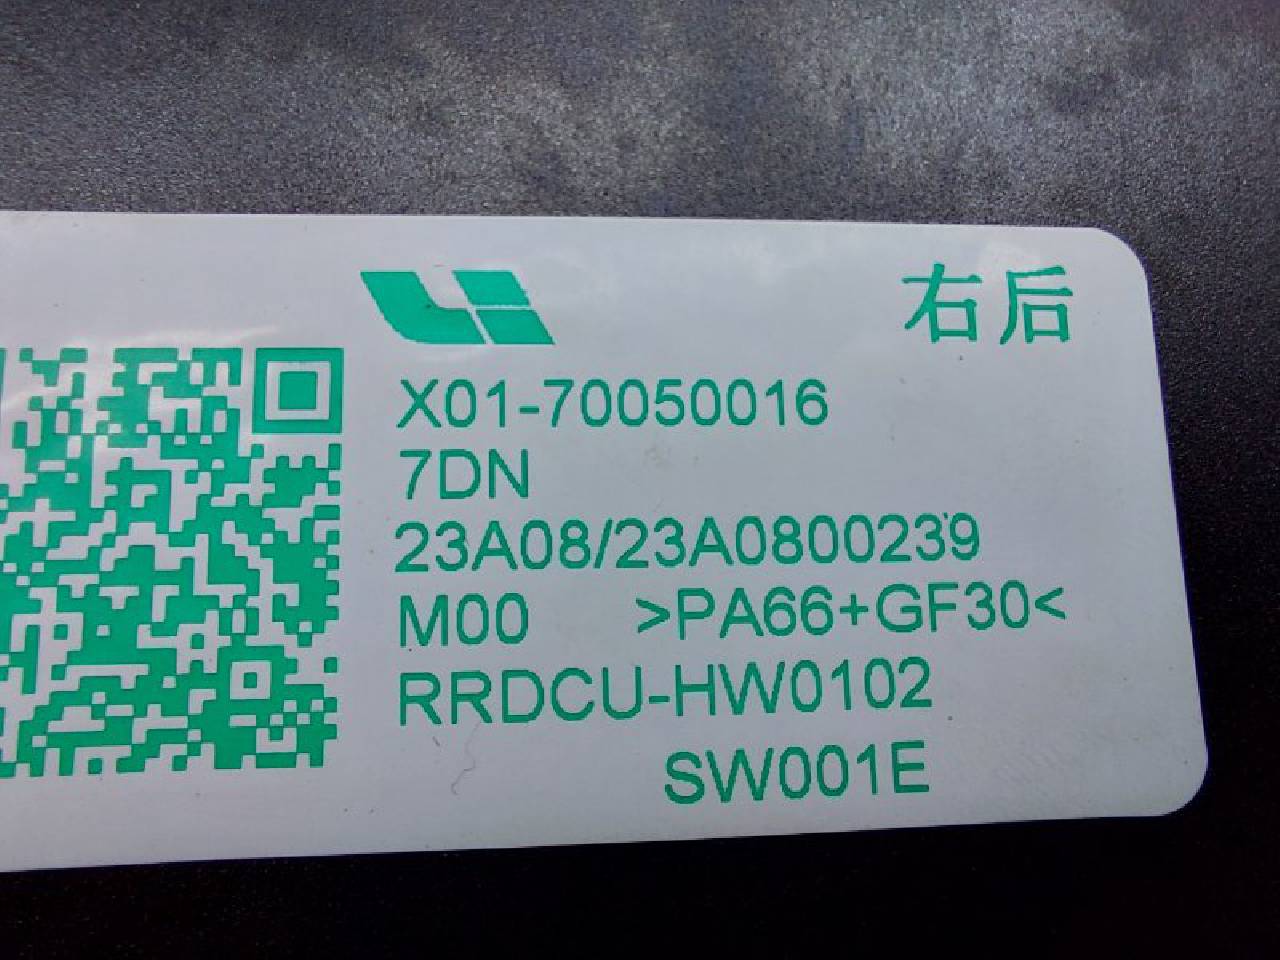 右后
X01-70050016
7DN
23A08/23A0800239
M00 >PA66+GF30<
RRDCU-HW0102
SW001E